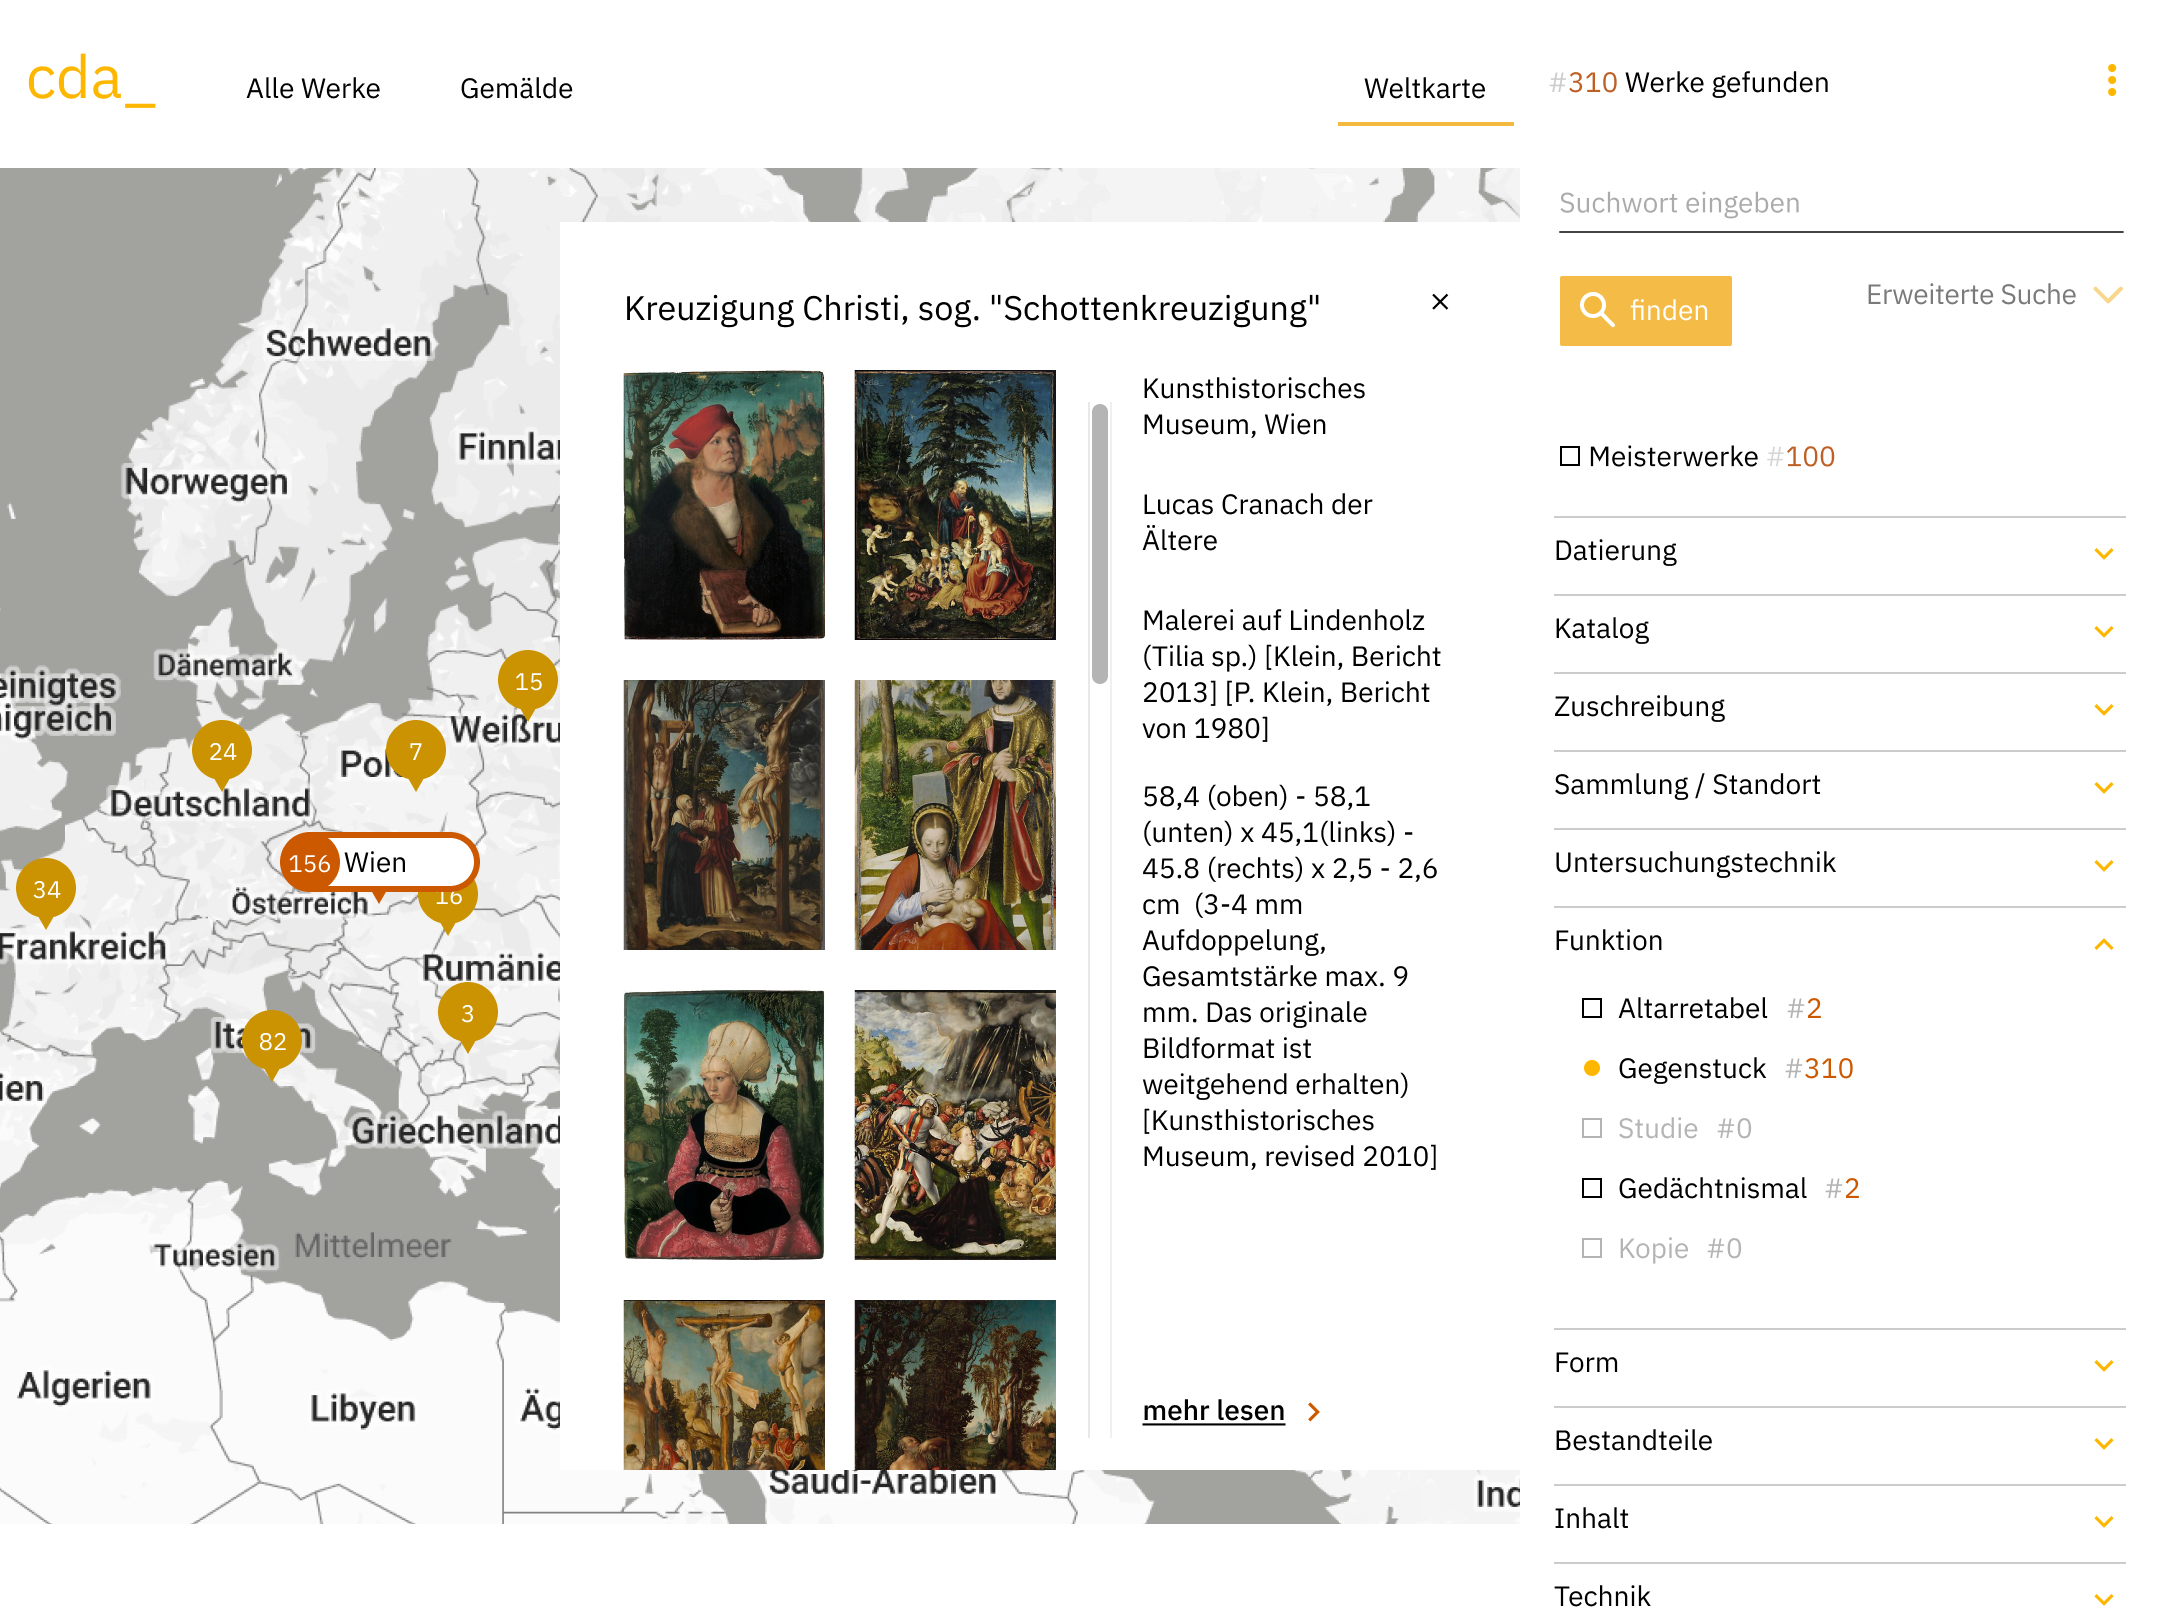 cda_
Alle Werke
Gemälde
Weltkarte
#310 Werke gefunden
Suchwort eingeben
finden
Erweiterte Suche
Meisterwerke #100
Datierung
Katalog
Zuschreibung
Sammlung / Standort
Untersuchungstechnik
Funktion
Altarretabel #2
Gegenstuck #310
Studie #0
Gedächtnismal #2
Kopie #0
Form
Bestandteile
Inhalt
Technik
Kreuzigung Christi, sog. "Schottenkreuzigung"
Kunsthistorisches
Museum, Wien
Lucas Cranach der
Ältere
Malerei auf Lindenholz
(Tilia sp.) [Klein, Bericht
2013] [P. Klein, Bericht
von 1980]
58,4 (oben) - 58,1
(unten) x 45,1(links) -
45.8 (rechts) x 2,5 - 2,6
cm  (3-4 mm
Aufdoppelung,
Gesamtstärke max. 9
mm. Das originale
Bildformat ist
weitgehend erhalten)
[Kunsthistorisches
Museum, revised 2010]
mehr lesen
Schweden
Finnlan
Norwegen
Dänemark
einigtes
igreich
15
Weißru
24
7
Pol
Deutschland
156 Wien
16
34
Österreich
Frankreich
Rumänie
3
82
Ita n
ien
Griechenland
Mittelmeer
Tunesien
Algerien
Libyen
Äg
Saudi-Arabien
Ind